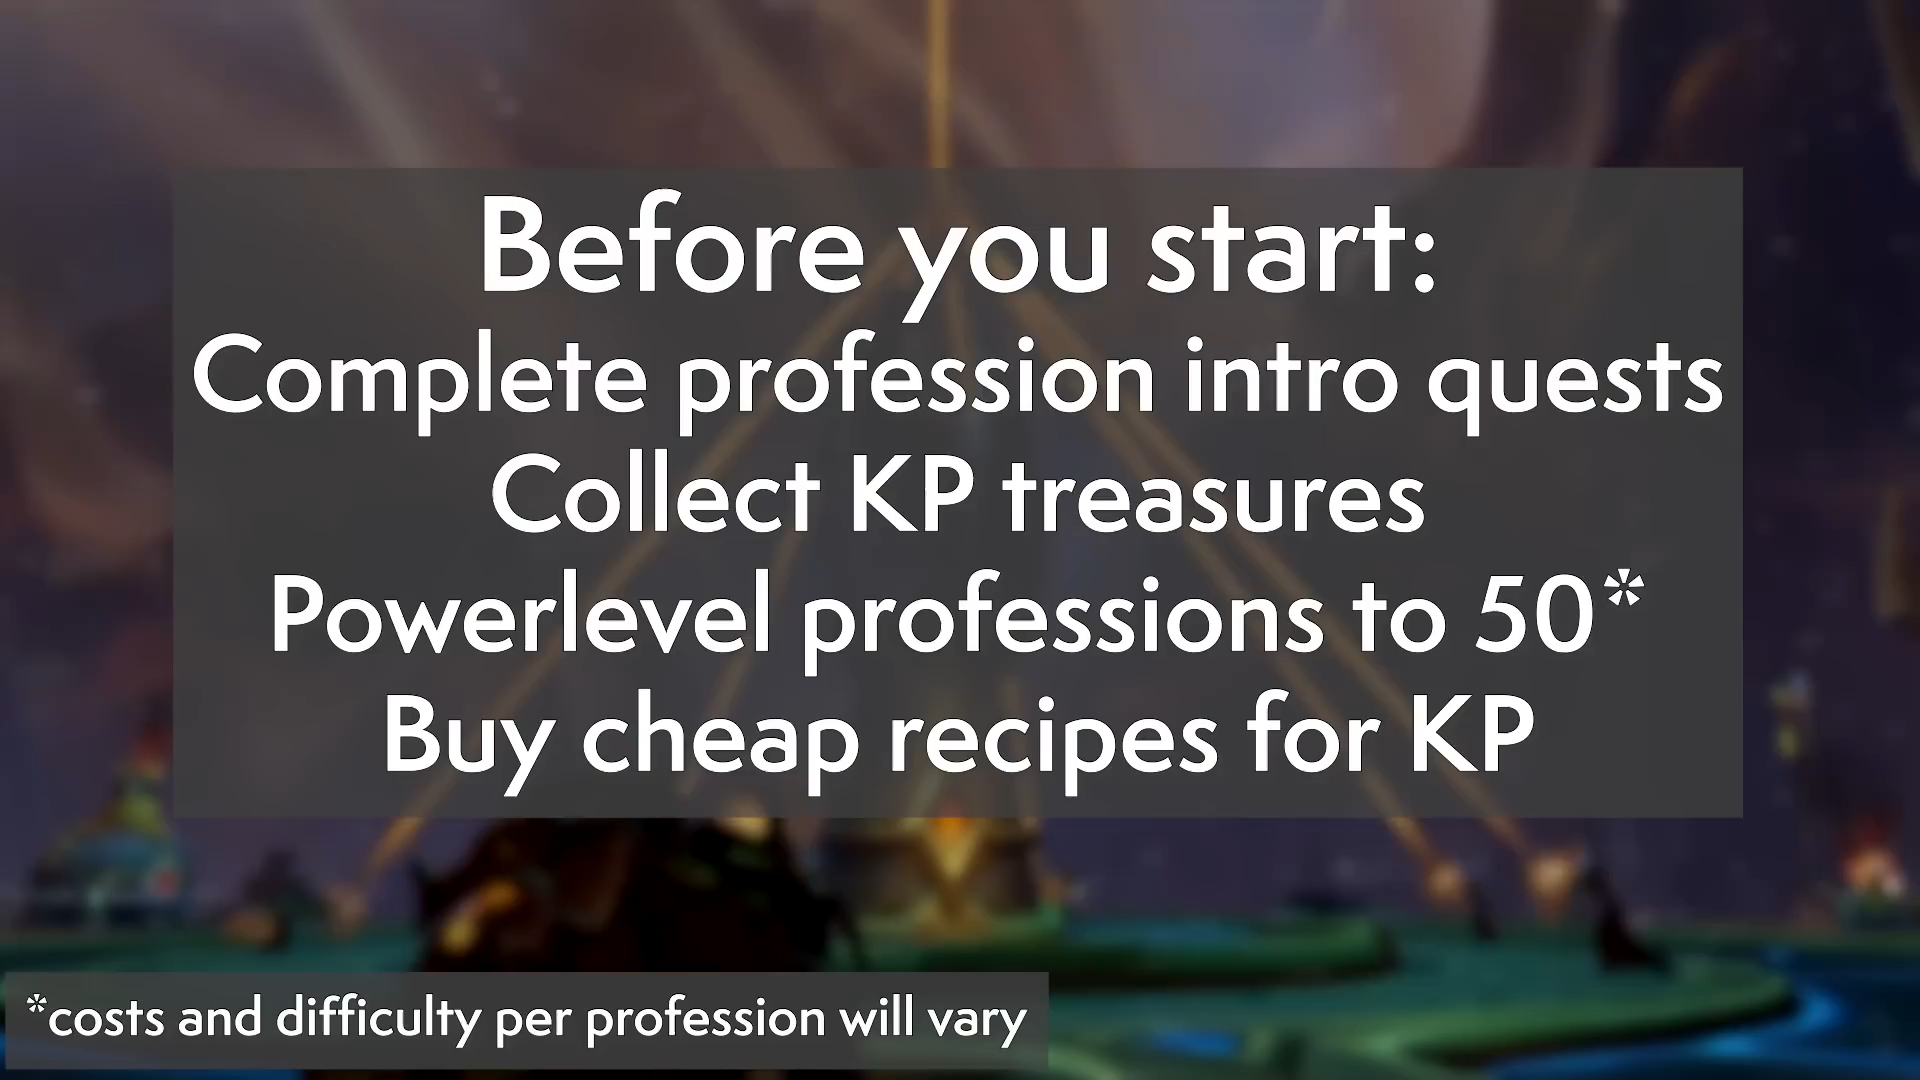 Before you start:
Complete profession intro quests
Collect KP treasures
Powerlevel professions to 50*
Buy cheap recipes for KP
*costs and difficulty per profession will vary